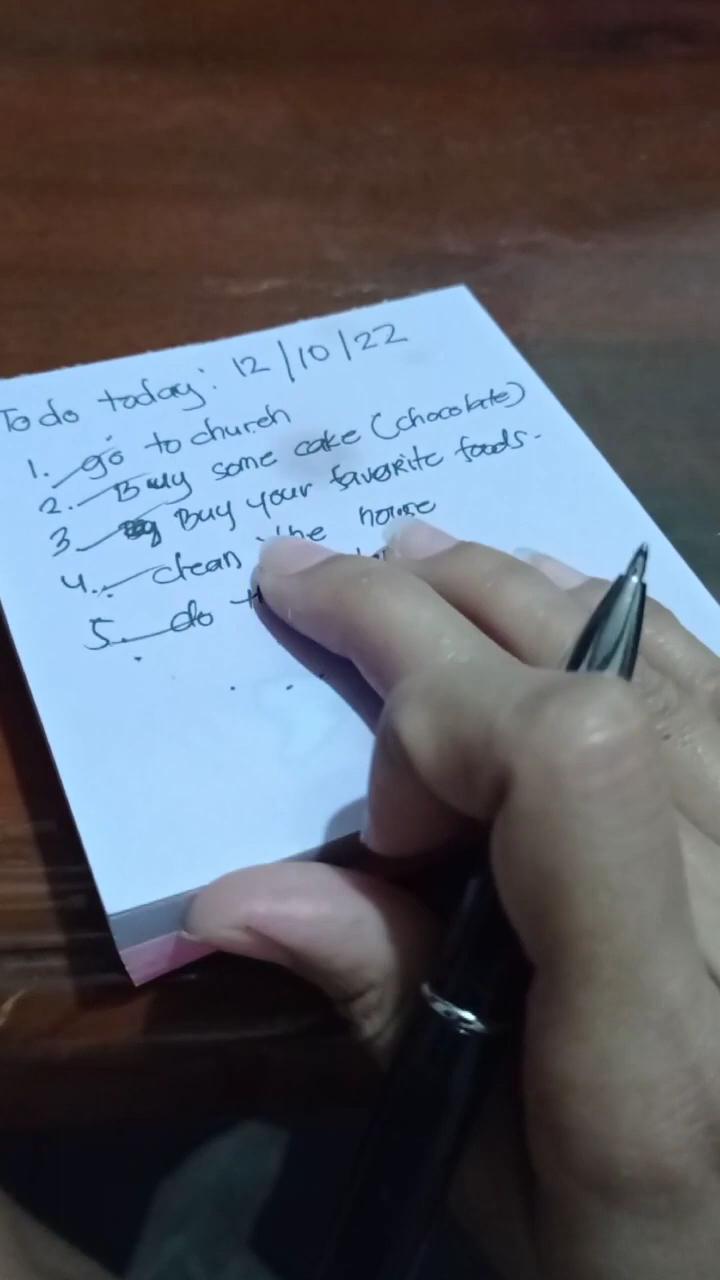 To do today: 12/10/22
1. go to church
2. Buy some cake (chocolate)
3. Buy your favorite foods.
4. clean the house
5. do